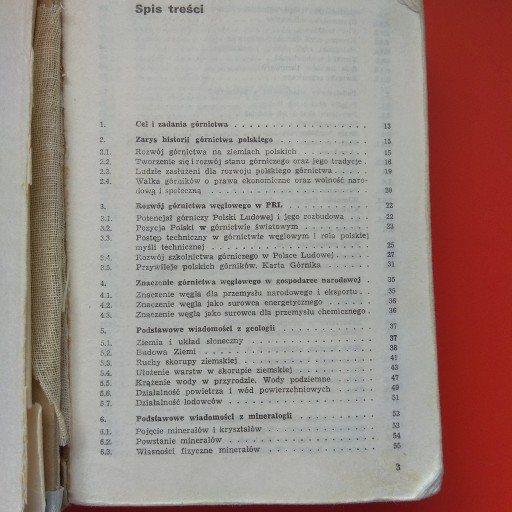 Spis treści
1. Cel i zadania górnictwa . . . . . . . . . . . . . . . . . 13
2. Zarys historii górnictwa polskiego . . . . . . . . . . . . 15
2.1. Rozwój górnictwa na ziemiach polskich . . . . . . . . . 15
2.2. Tworzenie się i rozwój stanu górniczego oraz jego tradycje . 16
2.3. Ludzie zasłużeni dla rozwoju polskiego górnictwa . . . . . 19
2.4. Walka górników o prawa ekonomiczne oraz wolność naro-
dową i społeczną . . . . . . . . . . . . . . . . . . . . 20
3. Rozwój górnictwa węglowego w PRL . . . . . . . . . . . 22
3.1. Potencjał górniczy Polski Ludowej i jego rozbudowa . . . 22
3.2. Pozycja Polski w górnictwie światowym . . . . . . . . . 23
3.3. Postęp techniczny w górnictwie węglowym i rola polskiej
myśli technicznej . . . . . . . . . . . . . . . . . . . . 25
3.4. Rozwój szkolnictwa górniczego w Polsce Ludowej . . . . . 27
3.5. Przywileje polskich górników. Karta Górnika . . . . . . . 31
4. Znaczenie górnictwa węglowego w gospodarce narodowej . 35
4.1. Znaczenie węgla dla przemysłu narodowego i eksportu . . 35
4.2. Znaczenie węgla jako surowca energetycznego . . . . . . 36
4.3. Znaczenie węgla jako surowca dla przemysłu chemicznego . 36
5. Podstawowe wiadomości z geologii . . . . . . . . . . . . 37
5.1. Ziemia i układ słoneczny . . . . . . . . . . . . . . . . 37
5.2. Budowa Ziemi . . . . . . . . . . . . . . . . . . . . . 38
5.3. Ruchy skorupy ziemskiej . . . . . . . . . . . . . . . . 41
5.4. Ułożenie warstw w skorupie ziemskiej . . . . . . . . . . 43
5.5. Krążenie wody w przyrodzie. Wody podziemne . . . . . . 47
5.6. Działalność powietrza i wód powierzchniowych . . . . . . 49
5.7. Działalność lodowców . . . . . . . . . . . . . . . . . . 51
6. Podstawowe wiadomości z mineralogii . . . . . . . . . . 53
6.1. Pojęcie minerałów i kryształów . . . . . . . . . . . . . 53
6.2. Powstanie minerałów . . . . . . . . . . . . . . . . . . 54
6.3. Własności fizyczne minerałów . . . . . . . . . . . . . . 55
3